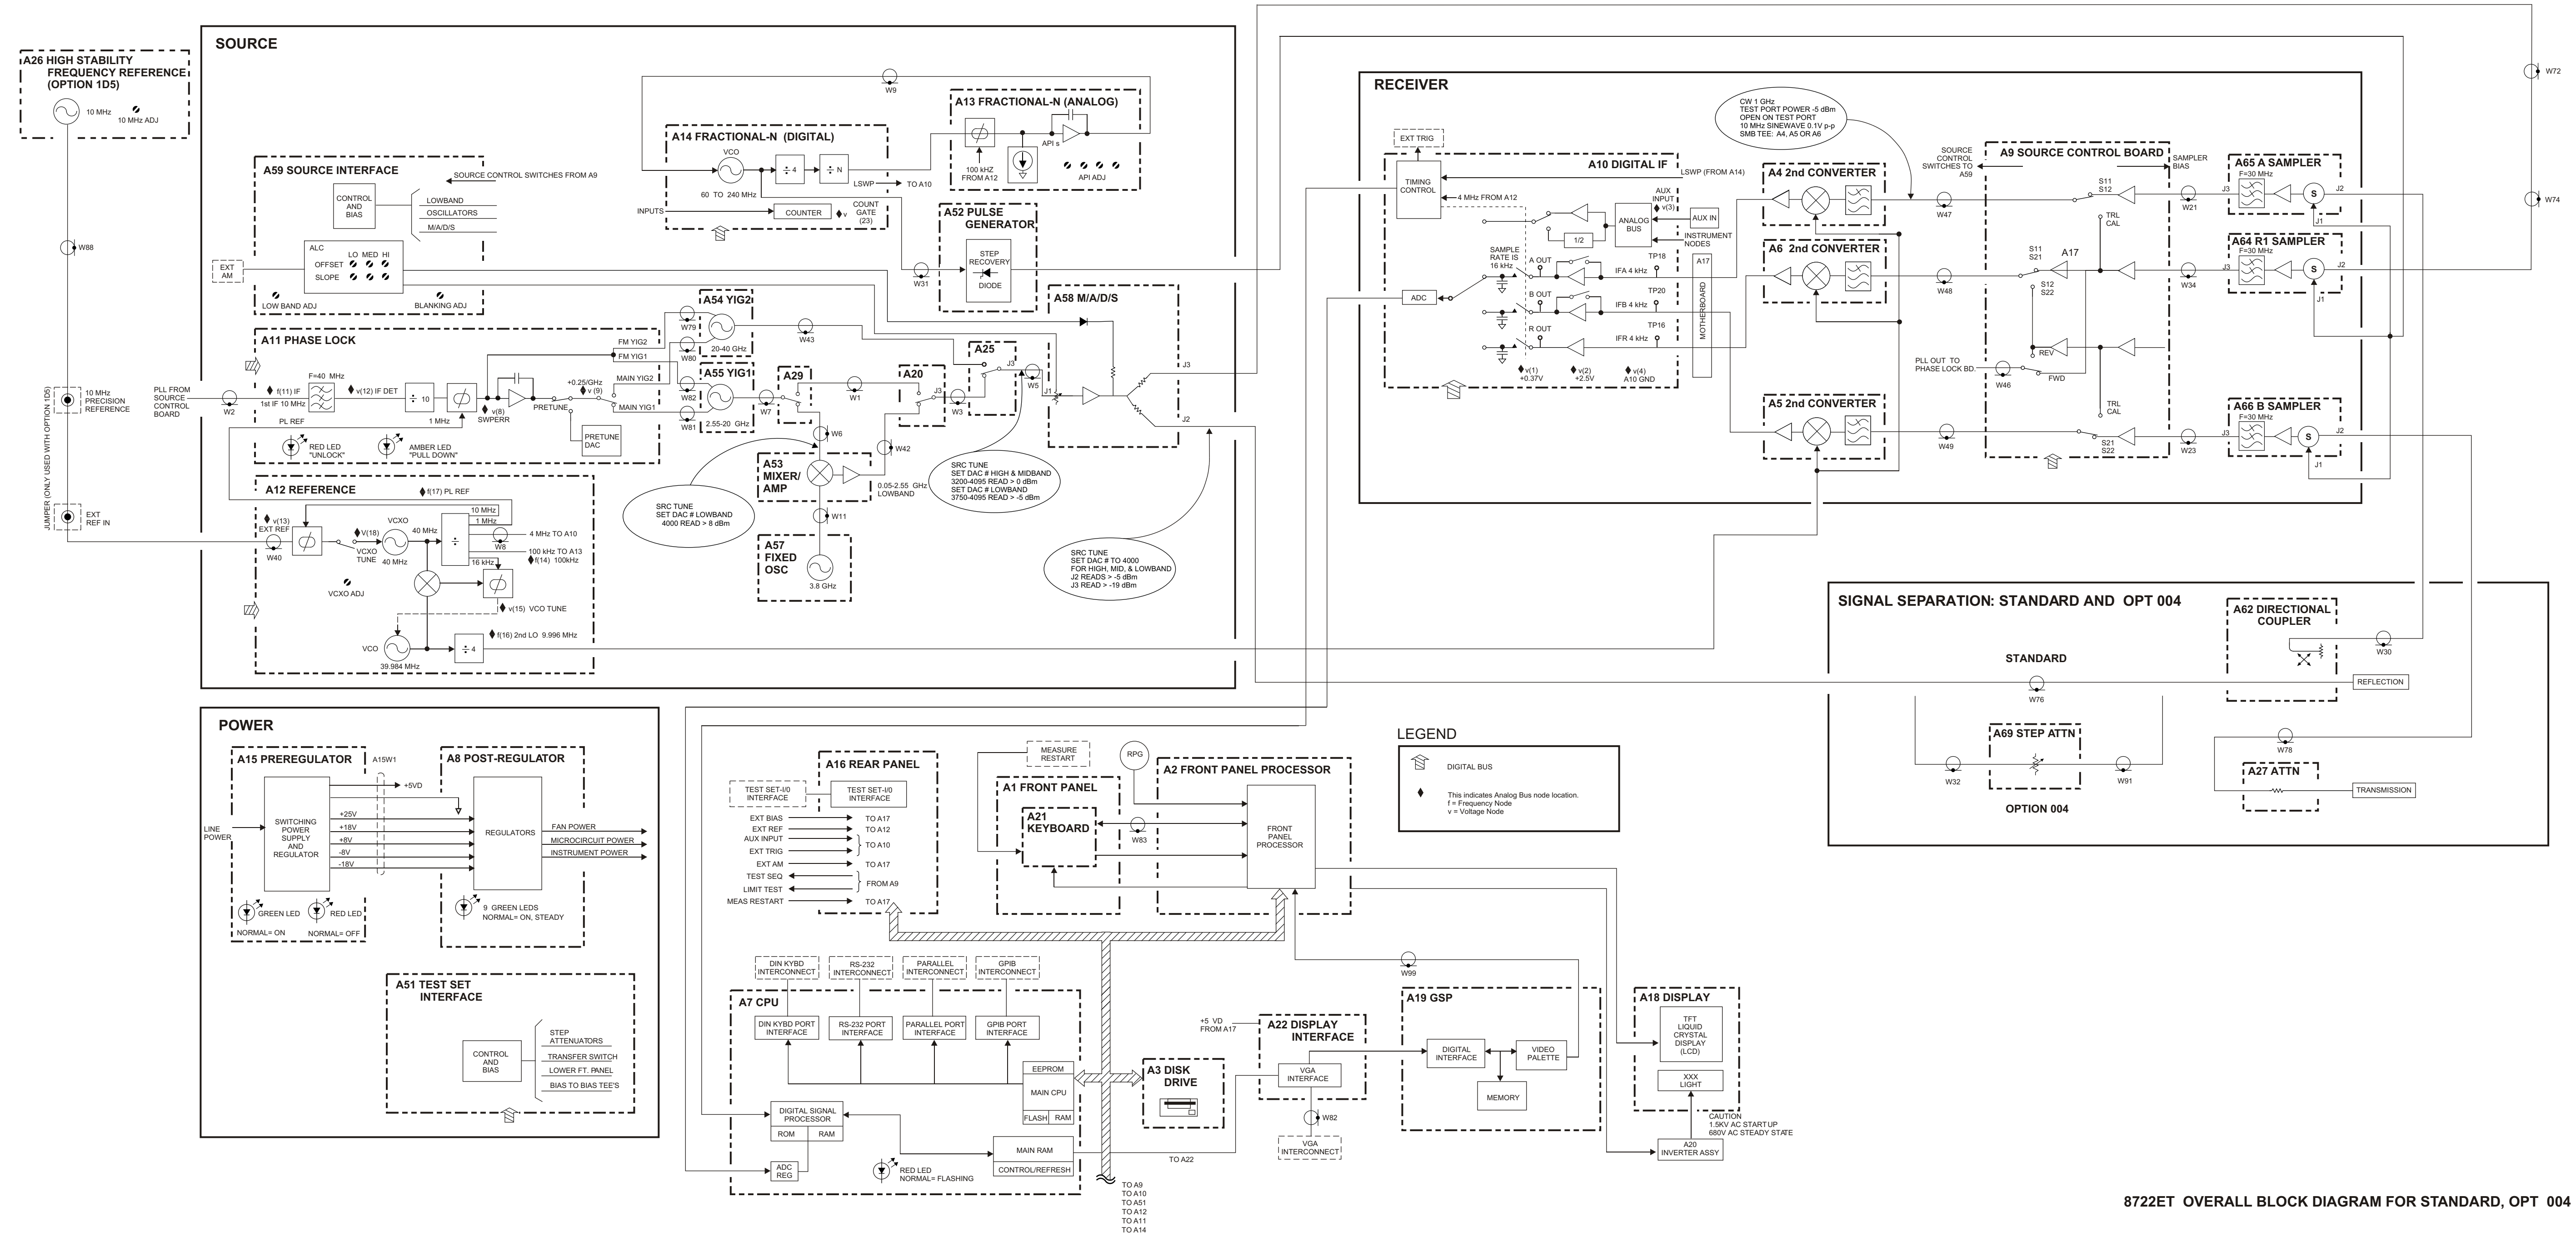 SOURCE
A26 HIGH STABILITY
FREQUENCY REFERENCE
(OPTION 1D5)
10 MHz
10 MHz ADJ
W88
10 MHz
PRECISION
REFERENCE
JUMPER (ONLY USED WITH OPTION 1D5)
EXT
REF IN
A59 SOURCE INTERFACE
SOURCE CONTROL SWITCHES FROM A9
CONTROL
AND
BIAS
LOWBAND
OSCILLATORS
M/A/D/S
ALC
LO MED HI
OFFSET
SLOPE
EXT
AM
LOW BAND ADJ
BLANKING ADJ
A11 PHASE LOCK
PLL FROM
SOURCE
CONTROL
BOARD
W2
f(11) IF
1st IF 10 MHz
F=40 MHz
v(12) IF DET
÷ 10
1 MHz
v(8)
SWPERR
PRETUNE
+0.25/GHz
v (9)
PRETUNE
DAC
FM YIG2
FM YIG1
MAIN YIG2
MAIN YIG1
PL REF
RED LED
"UNLOCK"
AMBER LED
"PULL DOWN"
A12 REFERENCE
f(17) PL REF
v(13)
EXT REF
W40
V(18)
VCXO
TUNE
VCXO
40 MHz
40 MHz
÷
10 MHz
1 MHz
W8
4 MHZ TO A10
100 kHZ TO A13
f(14) 100kHz
16 kHz
VCXO ADJ
v(15) VCO TUNE
f(16) 2nd LO 9.996 MHz
VCO
39.984 MHz
÷ 4
W9
A14 FRACTIONAL-N (DIGITAL)
VCO
÷ 4
÷ N
60 TO 240 MHz
LSWP
TO A10
INPUTS
COUNTER
v
COUNT
GATE
(23)
A13 FRACTIONAL-N (ANALOG)
API s
100 kHZ
FROM A12
API ADJ
A52 PULSE
GENERATOR
STEP
RECOVERY
DIODE
W31
A54 YIG2
20-40 GHz
W79
W80
A55 YIG1
2.55-20 GHz
W82
W81
W43
W7
A29
W1
W6
A20
J3
W3
W42
A25
J3
W5
A58 M/A/D/S
J1
J3
J2
A53
MIXER/
AMP
0.05-2.55 GHz
LOWBAND
W11
A57
FIXED
OSC
3.8 GHz
SRC TUNE
SET DAC # LOWBAND
4000 READ > 8 dBm
SRC TUNE
SET DAC # HIGH & MIDBAND
3200-4095 READ > 0 dBm
SET DAC # LOWBAND
3750-4095 READ > -5 dBm
SRC TUNE
SET DAC # TO 4000
FOR HIGH, MID, & LOWBAND
J2 READS > -5 dBm
J3 READ > -19 dBm
RECEIVER
CW 1 GHz
TEST PORT POWER -5 dBm
OPEN ON TEST PORT
10 MHz SINEWAVE 0.1V p-p
SMB TEE: A4, A5 OR A6
EXT TRIG
A10 DIGITAL IF
TIMING
CONTROL
LSWP (FROM A14)
4 MHZ FROM A12
AUX
INPUT
v(3)
ANALOG
BUS
AUX IN
INSTRUMENT
NODES
1/2
SAMPLE
RATE IS
16 kHz
A OUT
IFA 4 kHz
TP18
B OUT
IFB 4 kHz
TP20
R OUT
IFR 4 kHz
TP16
ADC
A17
MOTHERBOARD
v(1)
+0.37V
v(2)
+2.5V
v(4)
A10 GND
A4 2nd CONVERTER
A6 2nd CONVERTER
A5 2nd CONVERTER
W47
W48
W49
SOURCE
CONTROL
SWITCHES TO
A59
A9 SOURCE CONTROL BOARD
SAMPLER
BIAS
S11
S12
TRL
CAL
S11
S21
A17
S12
S22
PLL OUT TO
PHASE LOCK BD.
W46
REV
FWD
TRL
CAL
S21
S22
W21
W34
W23
A65 A SAMPLER
F=30 MHz
J3
S
J2
J1
A64 R1 SAMPLER
F=30 MHz
J3
S
J2
J1
A66 B SAMPLER
F=30 MHz
J3
S
J2
J1
W72
W74
SIGNAL SEPARATION: STANDARD AND OPT 004
A62 DIRECTIONAL
COUPLER
W30
STANDARD
W76
REFLECTION
A69 STEP ATTN
W32
W91
OPTION 004
W78
A27 ATTN
TRANSMISSION
POWER
A15 PREREGULATOR
A15W1
A8 POST-REGULATOR
LINE
POWER
SWITCHING
POWER
SUPPLY
AND
REGULATOR
+5VD
+25V
+18V
+8V
-8V
-18V
REGULATORS
FAN POWER
MICROCIRCUIT POWER
INSTRUMENT POWER
GREEN LED
RED LED
NORMAL= ON
NORMAL= OFF
9 GREEN LEDS
NORMAL= ON, STEADY
A51 TEST SET
INTERFACE
CONTROL
AND
BIAS
STEP
ATTENUATORS
TRANSFER SWITCH
LOWER FT. PANEL
BIAS TO BIAS TEE'S
A16 REAR PANEL
TEST SET-I/0
INTERFACE
TEST SET-I/0
INTERFACE
EXT BIAS
TO A17
EXT REF
TO A12
AUX INPUT
TO A10
EXT TRIG
EXT AM
TO A17
TEST SEQ
FROM A9
LIMIT TEST
MEAS RESTART
TO A17
MEASURE
RESTART
RPG
A1 FRONT PANEL
A21
KEYBOARD
W83
A2 FRONT PANEL PROCESSOR
FRONT
PANEL
PROCESSOR
LEGEND
DIGITAL BUS
This indicates Analog Bus node location.
f = Frequency Node
v = Voltage Node
DIN KYBD
INTERCONNECT
RS-232
INTERCONNECT
PARALLEL
INTERCONNECT
GPIB
INTERCONNECT
A7 CPU
DIN KYBD PORT
INTERFACE
RS-232 PORT
INTERFACE
PARALLEL PORT
INTERFACE
GPIB PORT
INTERFACE
EEPROM
MAIN CPU
FLASH
RAM
DIGITAL SIGNAL
PROCESSOR
ROM
RAM
ADC
REG
RED LED
NORMAL= FLASHING
MAIN RAM
CONTROL/REFRESH
A3 DISK
DRIVE
TO A22
TO A9
TO A10
TO A51
TO A12
TO A11
TO A14
+5 VD
FROM A17
A22 DISPLAY
INTERFACE
VGA
INTERFACE
W82
VGA
INTERCONNECT
W99
A19 GSP
DIGITAL
INTERFACE
VIDEO
PALETTE
MEMORY
A18 DISPLAY
TFT
LIQUID
CRYSTAL
DISPLAY
(LCD)
XXX
LIGHT
CAUTION
1.5KV AC STARTUP
680V AC STEADY STATE
A20
INVERTER ASSY
8722ET OVERALL BLOCK DIAGRAM FOR STANDARD, OPT 004